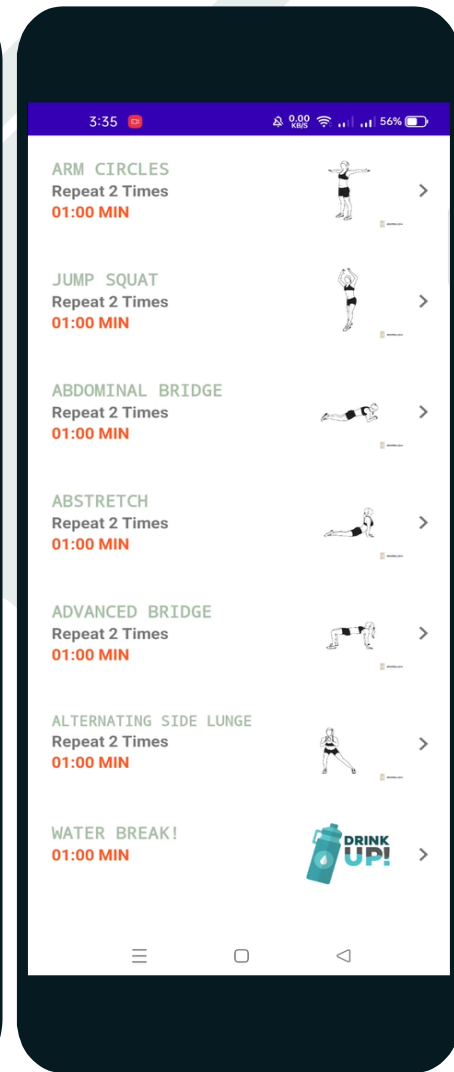 3:35
0.00 KB/S 56%
ARM CIRCLES
Repeat 2 Times
01:00 MIN
JUMP SQUAT
Repeat 2 Times
01:00 MIN
ABDOMINAL BRIDGE
Repeat 2 Times
01:00 MIN
ABSTRETCH
Repeat 2 Times
01:00 MIN
ADVANCED BRIDGE
Repeat 2 Times
01:00 MIN
ALTERNATING SIDE LUNGE
Repeat 2 Times
01:00 MIN
WATER BREAK!
01:00 MIN
DRINK
UP!